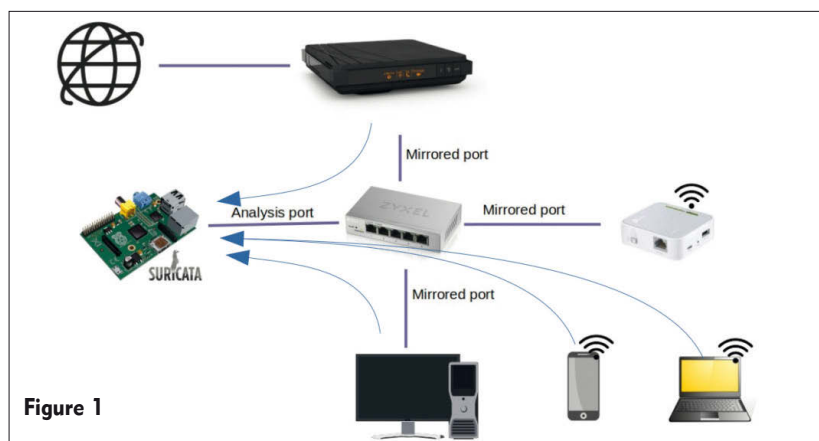 Mirrored port
Analysis port
Mirrored port
ZYXEL
SURICATA
Mirrored port
Figure 1